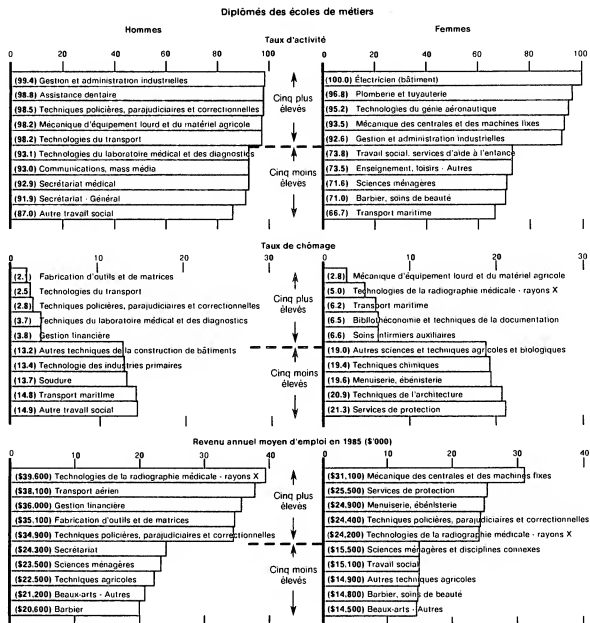 Diplômés des écoles de métiers
Hommes
Femmes
Taux d'activité
0 20 40 60 80 100
0 20 40 60 80 100
(99.4) Gestion et administration industrielles
(98.8) Assistance dentaire
(98.5) Techniques policières, parajudiciaires et correctionnelles
(98.2) Mécanique d'équipement lourd et du matériel agricole
(98.2) Technologies du transport
(93.1) Technologies du laboratoire médical et des diagnostics
(93.0) Communications, mass média
(92.9) Secrétariat médical
(91.9) Secrétariat - Général
(87.0) Autre travail social
Cinq plus
élevés
Cinq moins
élevés
(100.0) Électricien (bâtiment)
(96.8) Plomberie et tuyauterie
(95.2) Technologies du génie aéronautique
(93.5) Mécanique des centrales et des machines fixes
(92.6) Gestion et administration industrielles
(73.8) Travail social, services d'aide à l'enfance
(73.5) Enseignement, loisirs - Autres
(71.6) Sciences ménagères
(71.0) Barbier, soins de beauté
(66.7) Transport maritime
Taux de chômage
0 10 20 30
0 10 20 30
(2.1) Fabrication d'outils et de matrices
(2.5) Technologies du transport
(6.2) Techniques policières, parajudiciaires et correctionnelles
(3.7) Techniques du laboratoire médical et des diagnostics
(3.8) Gestion financière
(13.2) Autres techniques de la construction de bâtiments
(13.4) Technologie des industries primaires
(13.7) Soudure
(14.8) Transport maritime
(14.9) Autre travail social
Cinq plus
élevés
Cinq moins
élevés
(2.8) Mécanique d'équipement lourd et du matériel agricole
(5.0) Technologies de la radiographie médicale - rayons X
(6.2) Transport maritime
(6.5) Bibliothéconomie et techniques de la documentation
(6.6) Soins infirmiers auxiliaires
(19.0) Autres sciences et techniques agricoles et biologiques
(19.4) Techniques chimiques
(19.6) Menuiserie, ébénisterie
(20.9) Techniques de l'architecture
(21.3) Services de protection
Revenu annuel moyen d'emploi en 1985 ($'000)
0 10 20 30 40
0 10 20 30 40
($39.600) Technologies de la radiographie médicale - rayons X
($38.100) Transport aérien
($36.000) Gestion financière
($35.100) Fabrication d'outils et de matrices
($34.900) Techniques policières, parajudiciaires et correctionnelles
($24.300) Secrétariat
($23.500) Sciences ménagères
($22.500) Techniques agricoles
($21.200) Beaux-arts - Autres
($20.600) Barbier
Cinq plus
élevés
Cinq moins
élevés
($31,100) Mécanique des centrales et des machines fixes
($25.500) Services de protection
($24.900) Menuiserie, ébénisterie
($24.400) Techniques policières, parajudiciaires et correctionnelles
($24.200) Technologies de la radiographie médicale - rayons X
($15.500) Sciences ménagères et disciplines connexes
($15.100) Travail social
($14.900) Autres techniques agricoles
($14.800) Barbier, soins de beauté
($14.500) Beaux-arts - Autres